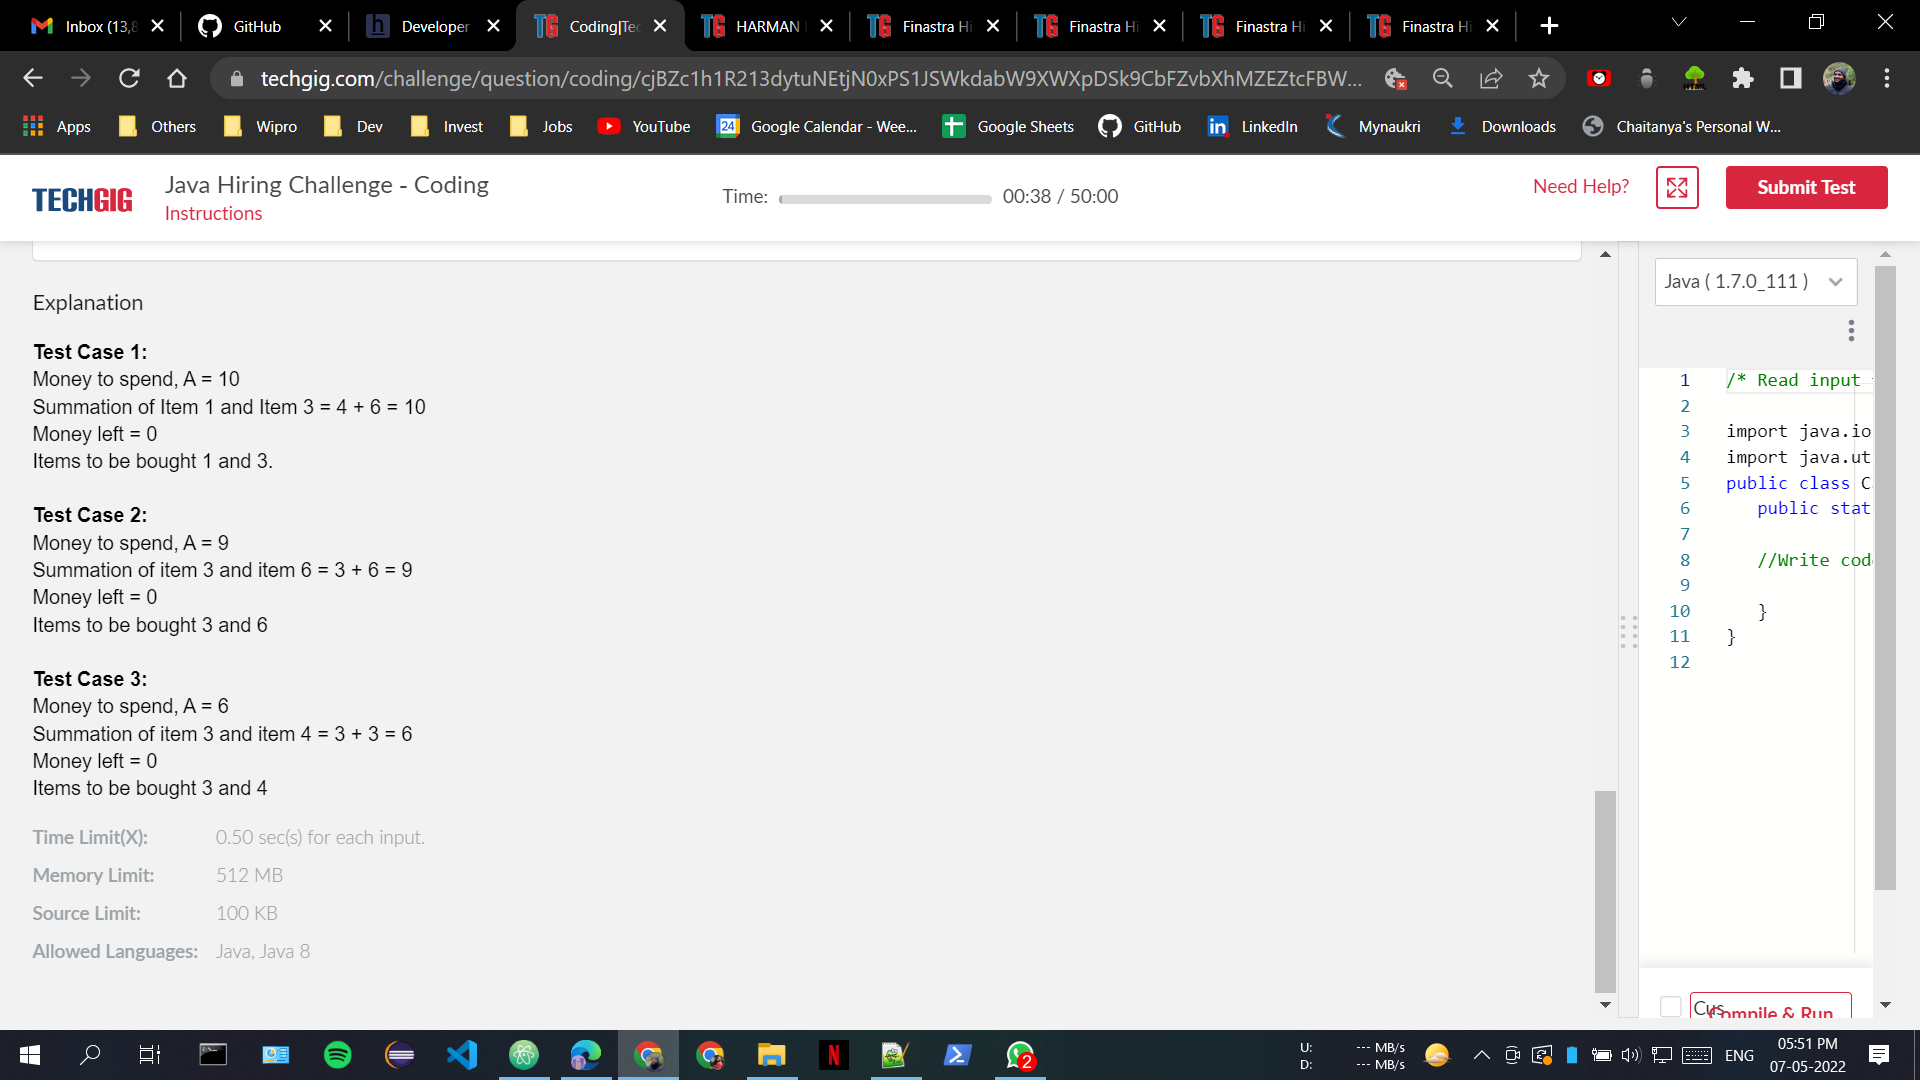 Inbox (13,8
GitHub
Developer
Coding|Tec
HARMAN
Finastra Hi
Finastra Hi
Finastra Hi
Finastra Hi
techgig.com/challenge/question/coding/cjBZc1h1R213dytuNEtjN0xPS1JSWkdabW9XWXpDSk9CbFZvbXhMZEZtcFBW...
Apps
Others
Wipro
Dev
Invest
Jobs
YouTube
24
Google Calendar - Wee...
Google Sheets
GitHub
LinkedIn
Mynaukri
Downloads
Chaitanya's Personal W...
TECHGIG
Java Hiring Challenge - Coding
Instructions
Time:
00:38 / 50:00
Need Help?
Submit Test
Explanation
Test Case 1:
Money to spend, A = 10
Summation of Item 1 and Item 3 = 4 + 6 = 10
Money left = 0
Items to be bought 1 and 3.
Test Case 2:
Money to spend, A = 9
Summation of item 3 and item 6 = 3 + 6 = 9
Money left = 0
Items to be bought 3 and 6
Test Case 3:
Money to spend, A = 6
Summation of item 3 and item 4 = 3 + 3 = 6
Money left = 0
Items to be bought 3 and 4
Time Limit(X): 0.50 sec(s) for each input.
Memory Limit: 512 MB
Source Limit: 100 KB
Allowed Languages: Java, Java 8
Java ( 1.7.0_111 )
1 /* Read input
2
3 import java.io
4 import java.ut
5 public class C
6 public stat
7
8 //Write cod
9
10 }
11 }
12
Cus
Compile & Run
U: --- MB/s
D: --- MB/s
2
ENG
05:51 PM
07-05-2022